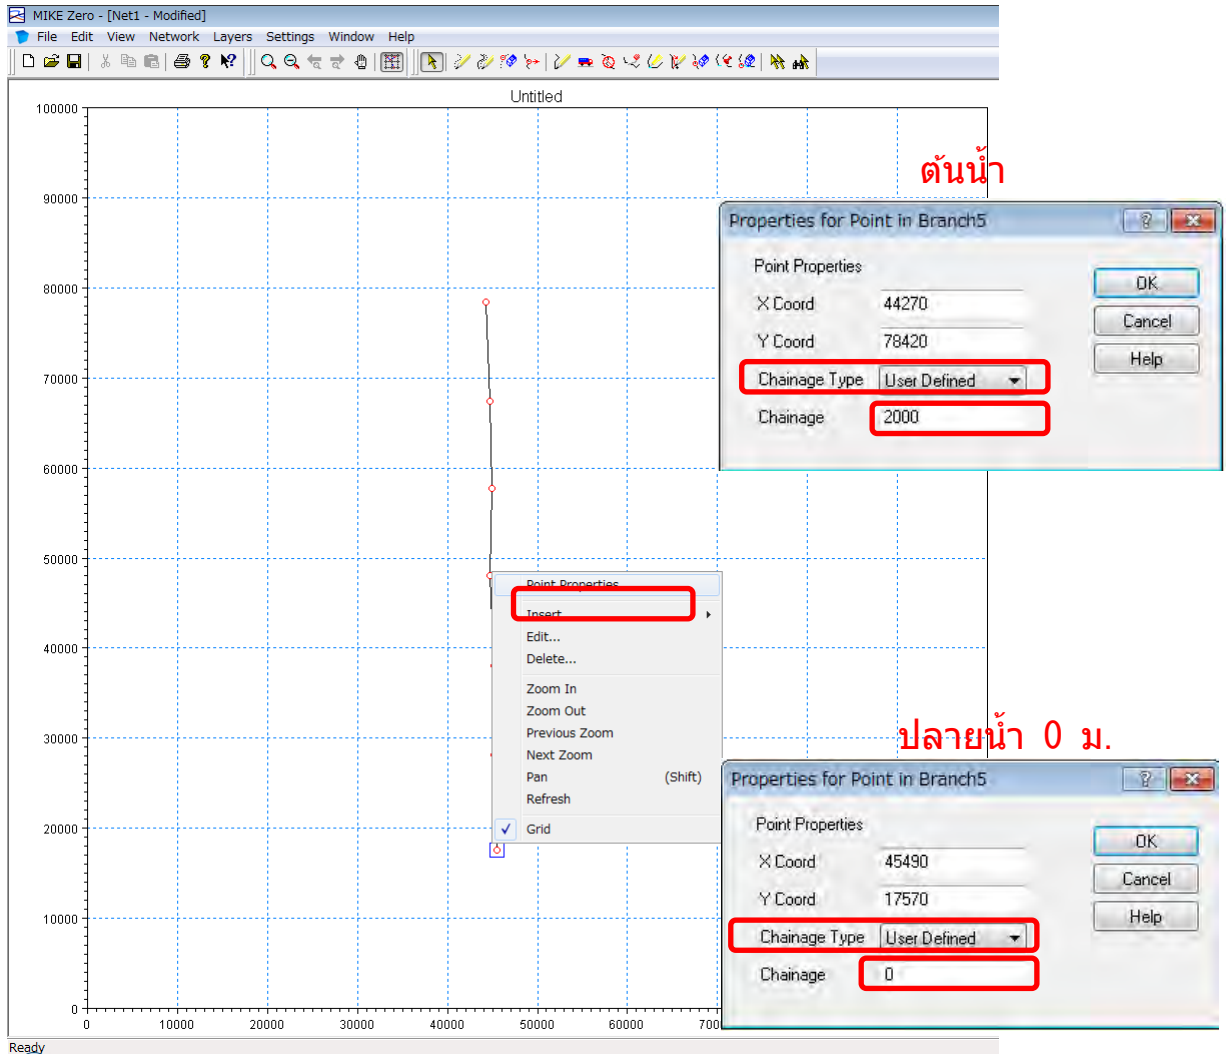 MIKE Zero - [Net1 - Modified]
File Edit View Network Layers Settings Window Help
Untitled
100000
90000
80000
70000
60000
50000
40000
30000
20000
10000
0
0 10000 20000 30000 40000 50000 60000 700
ต้นน้ำ
Properties for Point in Branch5
Point Properties
X Coord 44270
Y Coord 78420
Chainage Type User Defined
Chainage 2000
OK
Cancel
Help
Point Properties
Insert
Edit...
Delete...
Zoom In
Zoom Out
Previous Zoom
Next Zoom
Pan (Shift)
Refresh
Grid
ปลายน้ำ 0 ม.
Properties for Point in Branch5
Point Properties
X Coord 45490
Y Coord 17570
Chainage Type User Defined
Chainage 0
OK
Cancel
Help
Ready